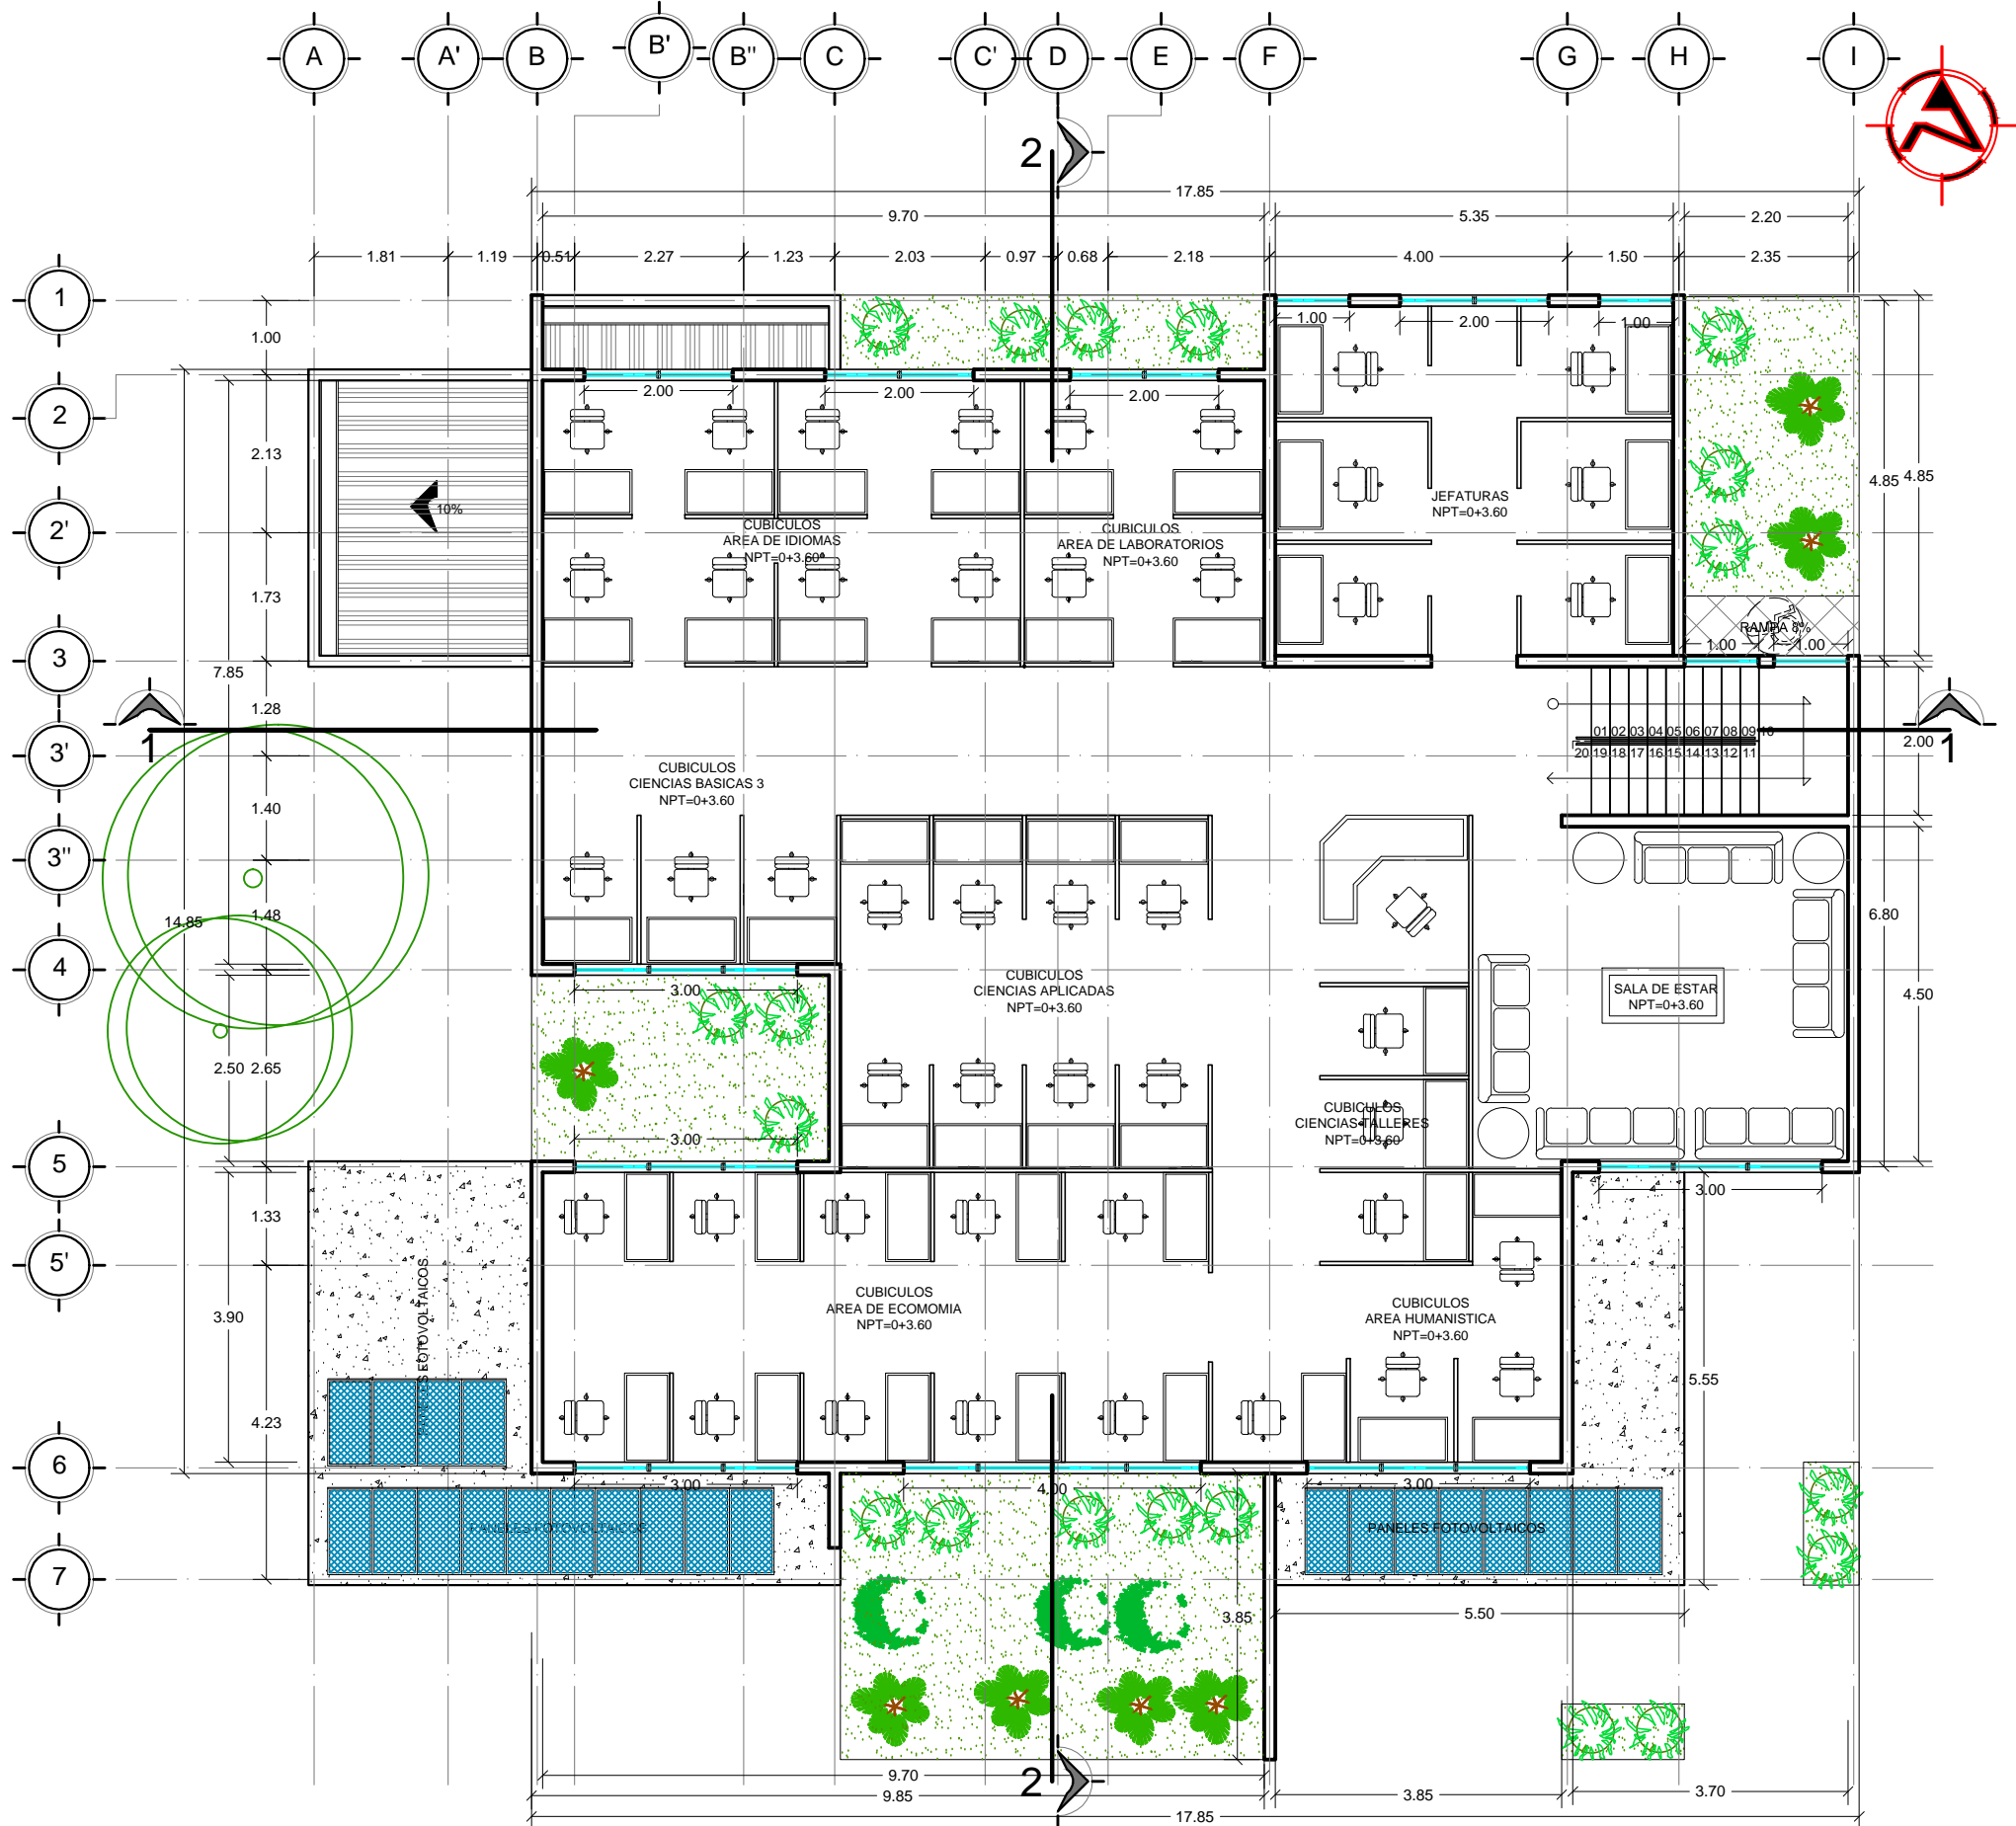 A A' B B' B'' C C' D E F G H I
2
17.85
9.70 5.35 2.20
1.81 1.19 0.51 2.27 1.23 2.03 0.97 0.68 2.18 4.00 1.50 2.35
1
1.00
1.00 2.00 1.00
2
2.00 2.00 2.00
2.13
4.85 4.85
10%
JEFATURAS
NPT=0+3.60
CUBICULOS
AREA DE IDIOMAS
NPT=0+3.60
CUBICULOS
AREA DE LABORATORIOS
NPT=0+3.60
2'
1.73
RAMPA 8%
1.00 1.00
3
7.85
1.28
1 1
01 02 03 04 05 06 07 08 09 10
20 19 18 17 16 15 14 13 12 11
2.00
3'
CUBICULOS
CIENCIAS BASICAS 3
NPT=0+3.60
1.40
3''
14.85 1.48
6.80
4
3.00
CUBICULOS
CIENCIAS APLICADAS
NPT=0+3.60
SALA DE ESTAR
NPT=0+3.60
4.50
2.50 2.65
CUBICULOS
CIENCIAS TALLERES
NPT=0+3.60
3.00
5
3.00
1.33
5'
PANELES FOTOVOLTAICOS
CUBICULOS
AREA DE ECOMOMIA
NPT=0+3.60
CUBICULOS
AREA HUMANISTICA
NPT=0+3.60
3.90
5.55
4.23
6
3.00 4.00 3.00
PANELES FOTOVOLTAICOS
PANELES FOTOVOLTAICOS
7
3.85
5.50
2
9.70
9.85 3.85 3.70
17.85